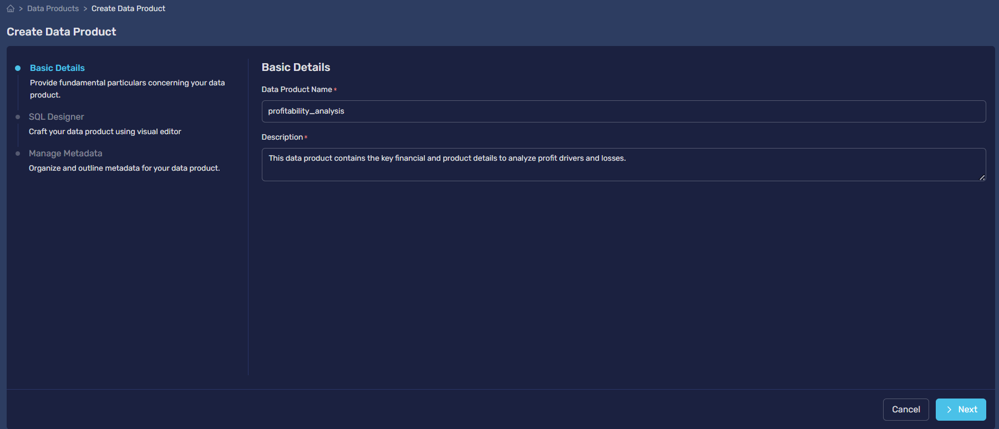 > Data Products > Create Data Product
Create Data Product
Basic Details
Provide fundamental particulars concerning your data
product.
SQL Designer
Craft your data product using visual editor
Manage Metadata
Organize and outline metadata for your data product.
Basic Details
Data Product Name *
profitability_analysis
Description *
This data product contains the key financial and product details to analyze profit drivers and losses.
Cancel
> Next